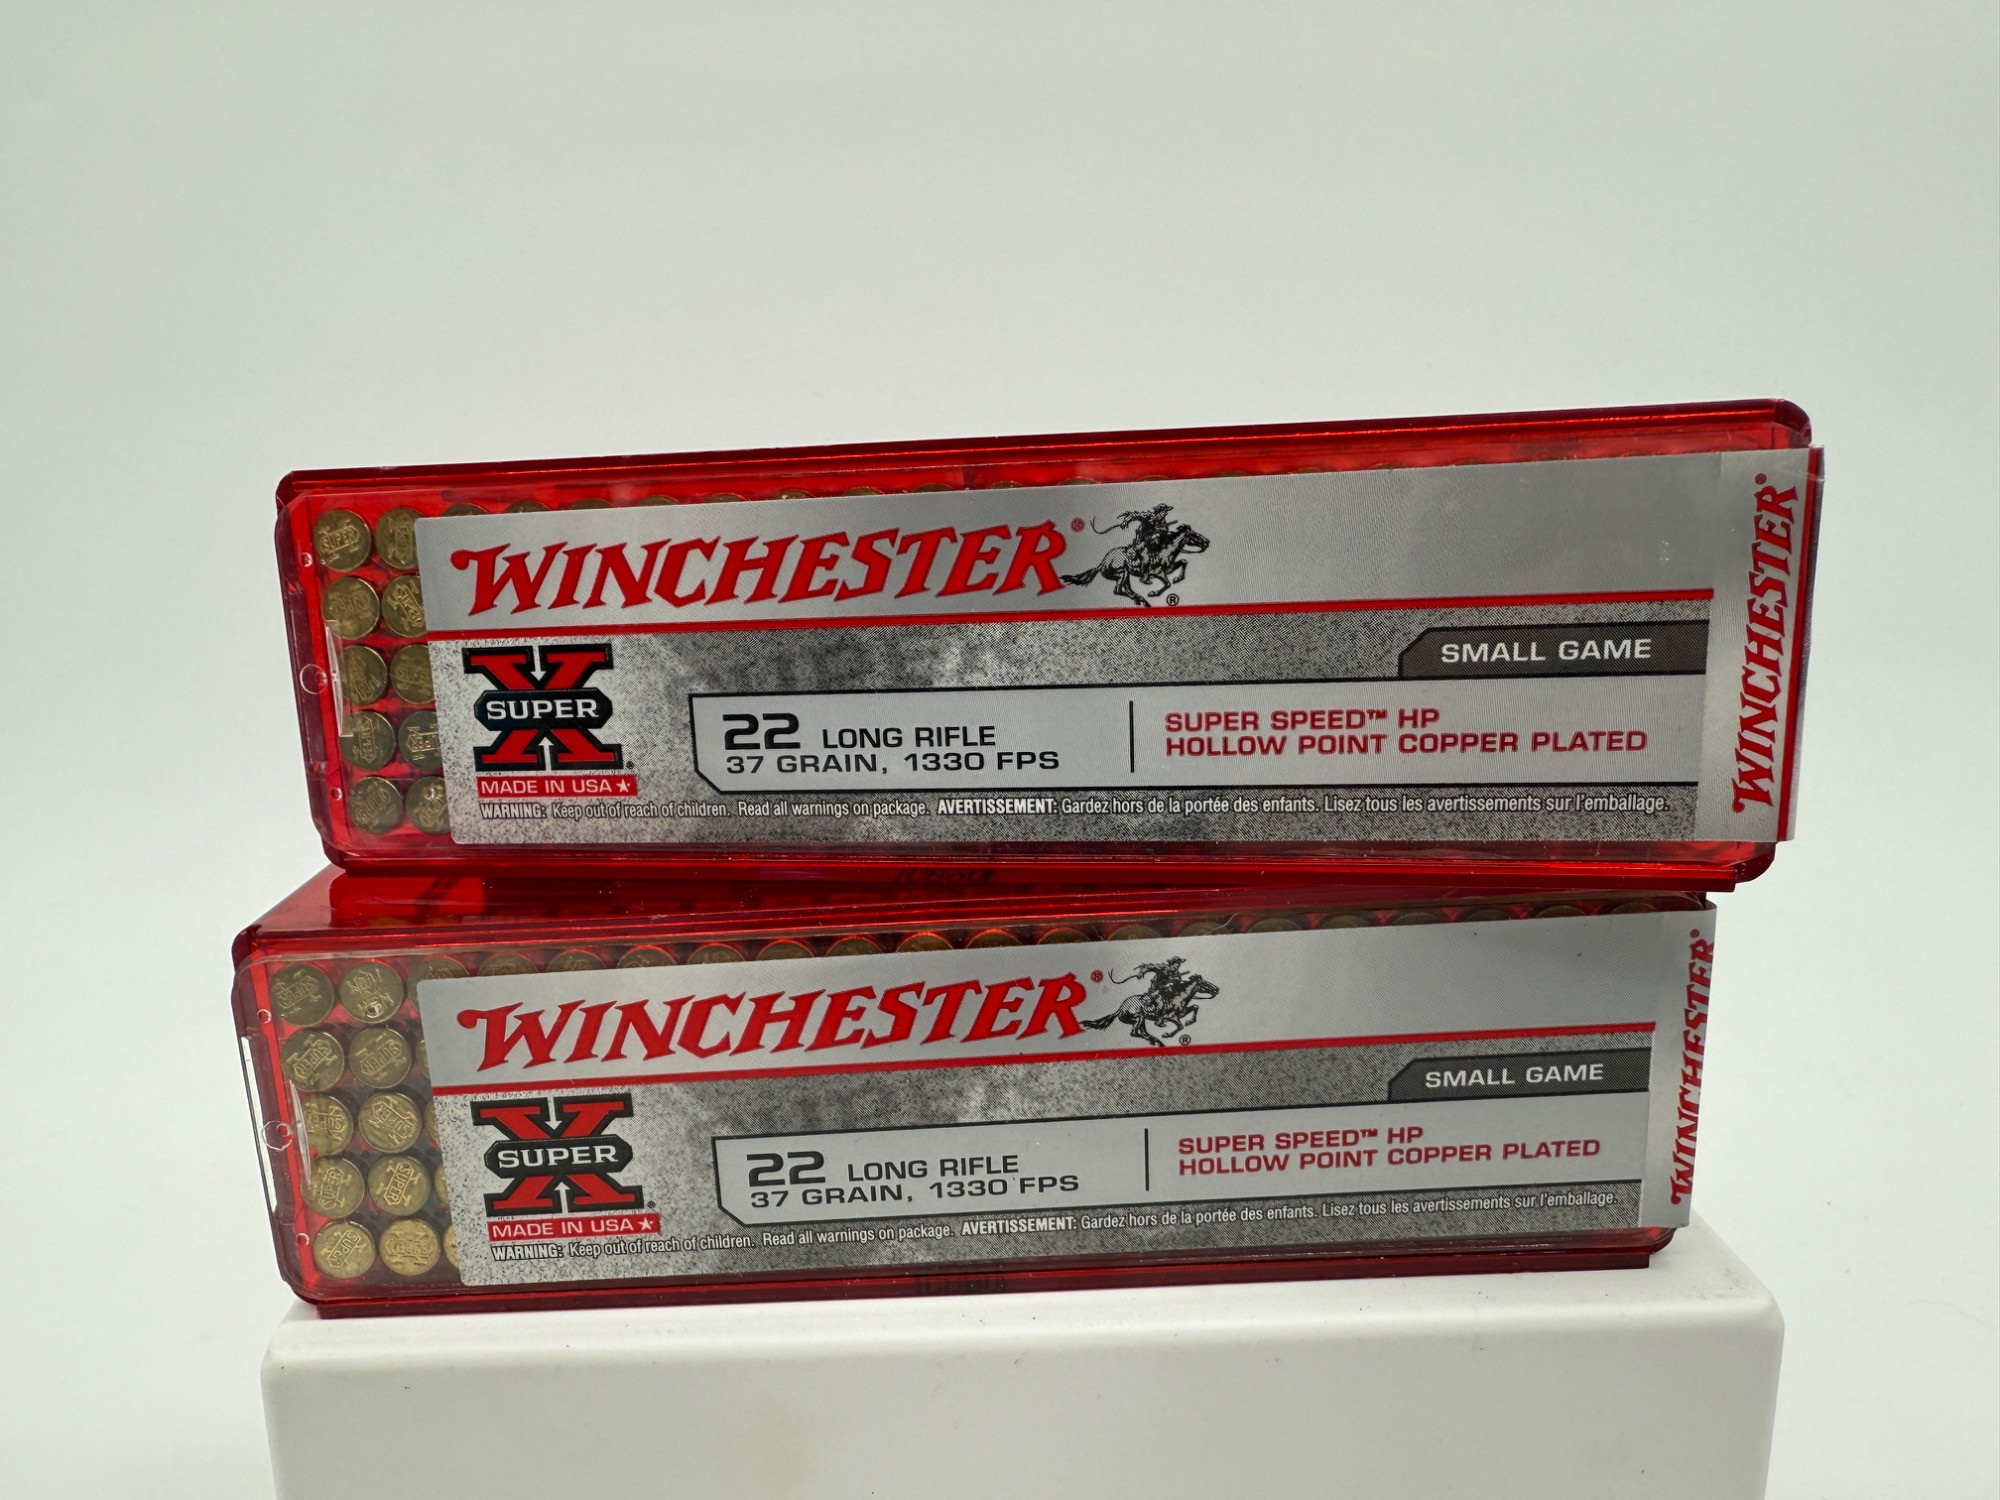 WINCHESTER®
®
WINCHESTER®
SMALL GAME
X
SUPER
MADE IN USA
22 LONG RIFLE
37 GRAIN, 1330 FPS
SUPER SPEED™ HP
HOLLOW POINT COPPER PLATED
WARNING: Keep out of reach of children. Read all warnings on package. AVERTISSEMENT: Gardez hors de la portée des enfants. Lisez tous les avertissements sur l'emballage.
WINCHESTER®
®
WINCHESTER®
SMALL GAME
X
SUPER
MADE IN USA
22 LONG RIFLE
37 GRAIN, 1330 FPS
SUPER SPEED™ HP
HOLLOW POINT COPPER PLATED
WARNING: Keep out of reach of children. Read all warnings on package. AVERTISSEMENT: Gardez hors de la portée des enfants. Lisez tous les avertissements sur l'emballage.